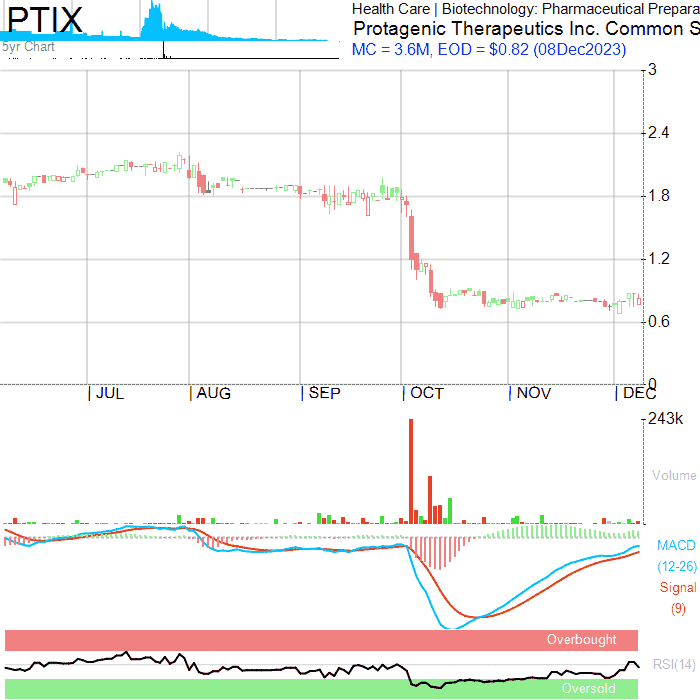 PTIX
5yr Chart
Health Care | Biotechnology: Pharmaceutical Prepara
Protagenic Therapeutics Inc. Common S
MC = 3.6M, EOD = $0.82 (08Dec2023)
3
2.4
1.8
1.2
0.6
0
JUL AUG SEP OCT NOV DEC
243k
Volume
MACD
(12-26)
Signal
(9)
Overbought
RSI(14)
Oversold